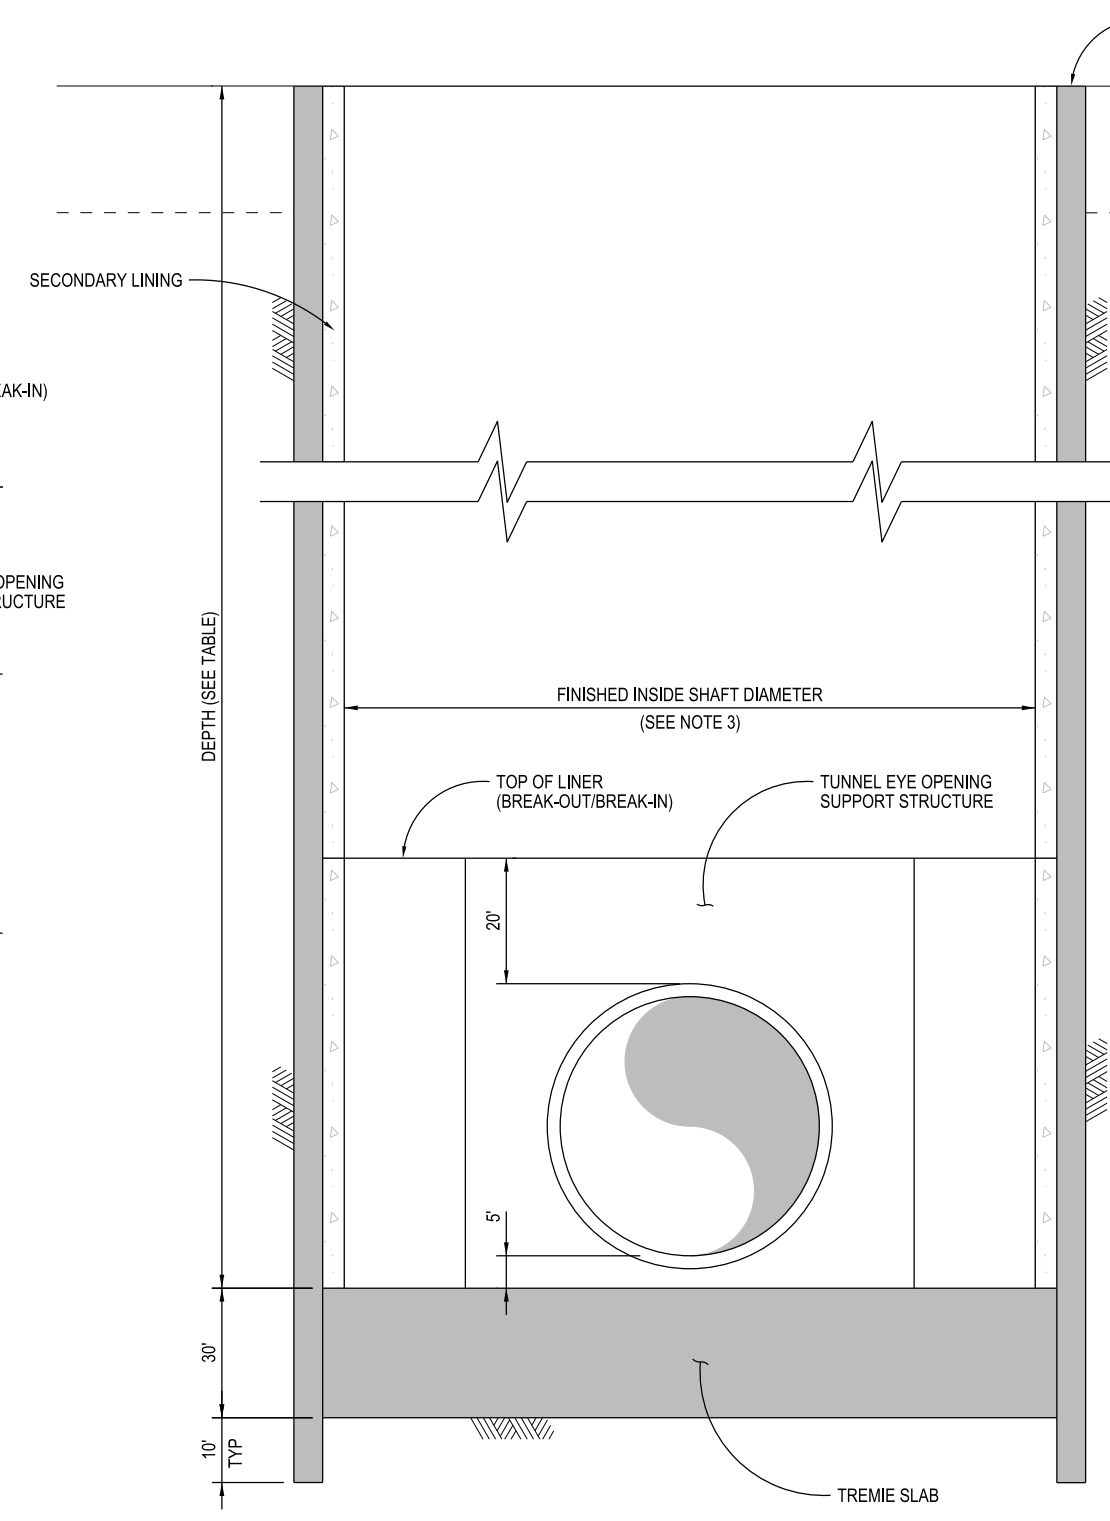 SECONDARY LINING
AK-IN)
OPENING
RUCTURE
DEPTH (SEE TABLE)
FINISHED INSIDE SHAFT DIAMETER
(SEE NOTE 3)
TOP OF LINER
(BREAK-OUT/BREAK-IN)
TUNNEL EYE OPENING
SUPPORT STRUCTURE
20'
5'
30'
10'
TYP
TREMIE SLAB